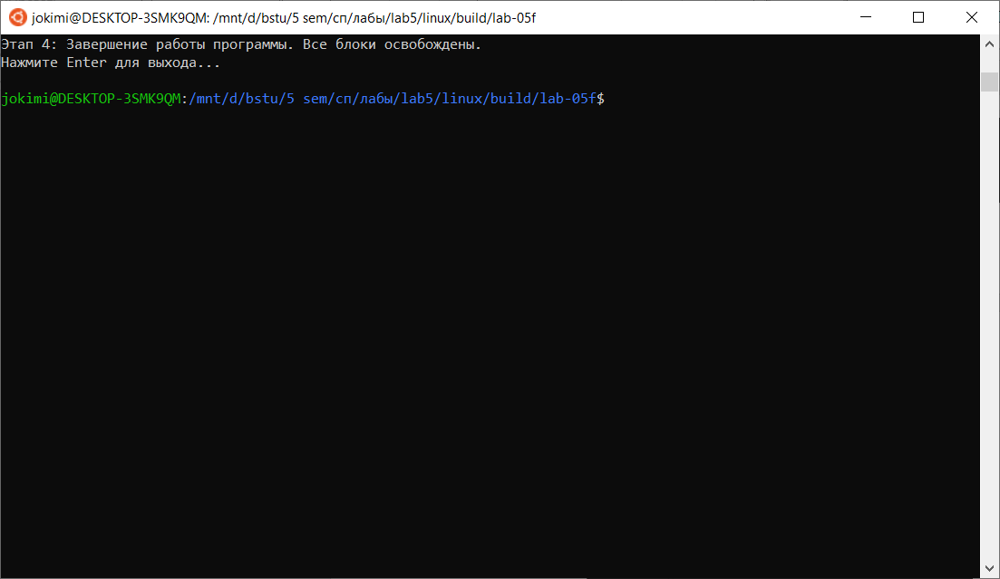 jokimi@DESKTOP-3SMK9QM: /mnt/d/bstu/5 sem/сп/лабы/lab5/linux/build/lab-05f
Этап 4: Завершение работы программы. Все блоки освобождены.
Нажмите Enter для выхода...
jokimi@DESKTOP-3SMK9QM:/mnt/d/bstu/5 sem/сп/лабы/lab5/linux/build/lab-05f$